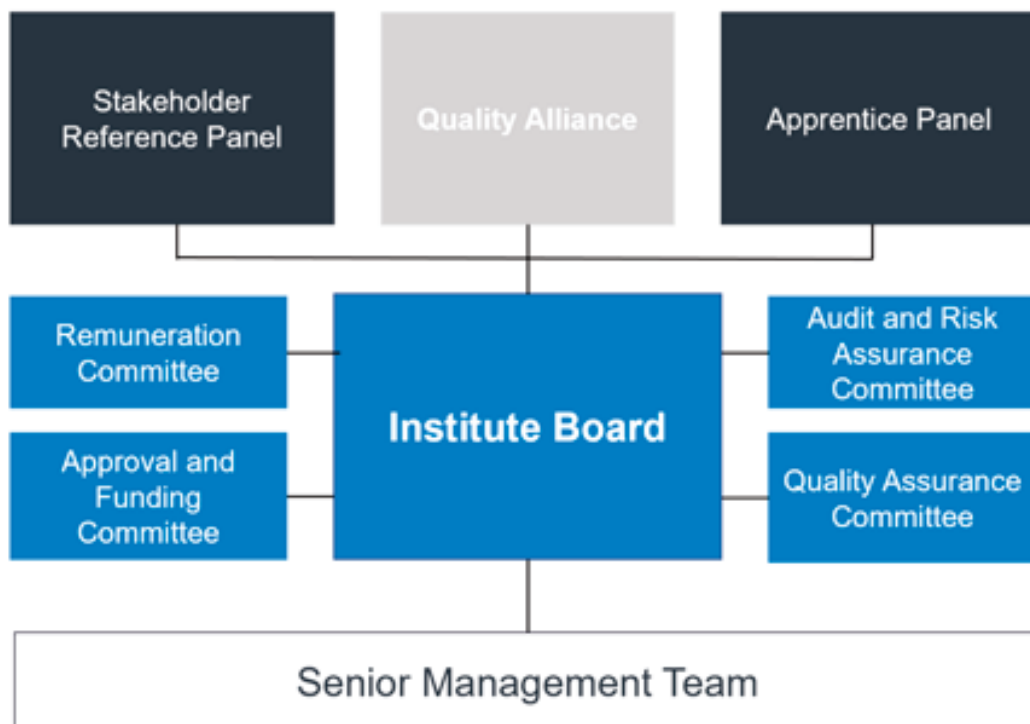 Stakeholder
Reference Panel
Quality Alliance
Apprentice Panel
Remuneration
Committee
Audit and Risk
Assurance
Committee
Institute Board
Approval and
Funding
Committee
Quality Assurance
Committee
Senior Management Team